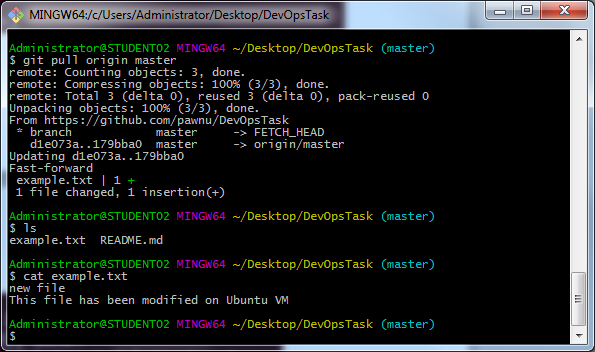 MINGW64:/c/Users/Administrator/Desktop/DevOpsTask
Administrator@STUDENT02 MINGW64 ~/Desktop/DevOpsTask (master)
$ git pull origin master
remote: Counting objects: 3, done.
remote: Compressing objects: 100% (3/3), done.
remote: Total 3 (delta 0), reused 3 (delta 0), pack-reused 0
Unpacking objects: 100% (3/3), done.
From https://github.com/pawnu/DevOpsTask
 * branch            master     -> FETCH_HEAD
   d1e073a..179bba0  master     -> origin/master
Updating d1e073a..179bba0
Fast-forward
 example.txt | 1 +
 1 file changed, 1 insertion(+)
Administrator@STUDENT02 MINGW64 ~/Desktop/DevOpsTask (master)
$ ls
example.txt  README.md
Administrator@STUDENT02 MINGW64 ~/Desktop/DevOpsTask (master)
$ cat example.txt
new file
This file has been modified on Ubuntu VM
Administrator@STUDENT02 MINGW64 ~/Desktop/DevOpsTask (master)
$